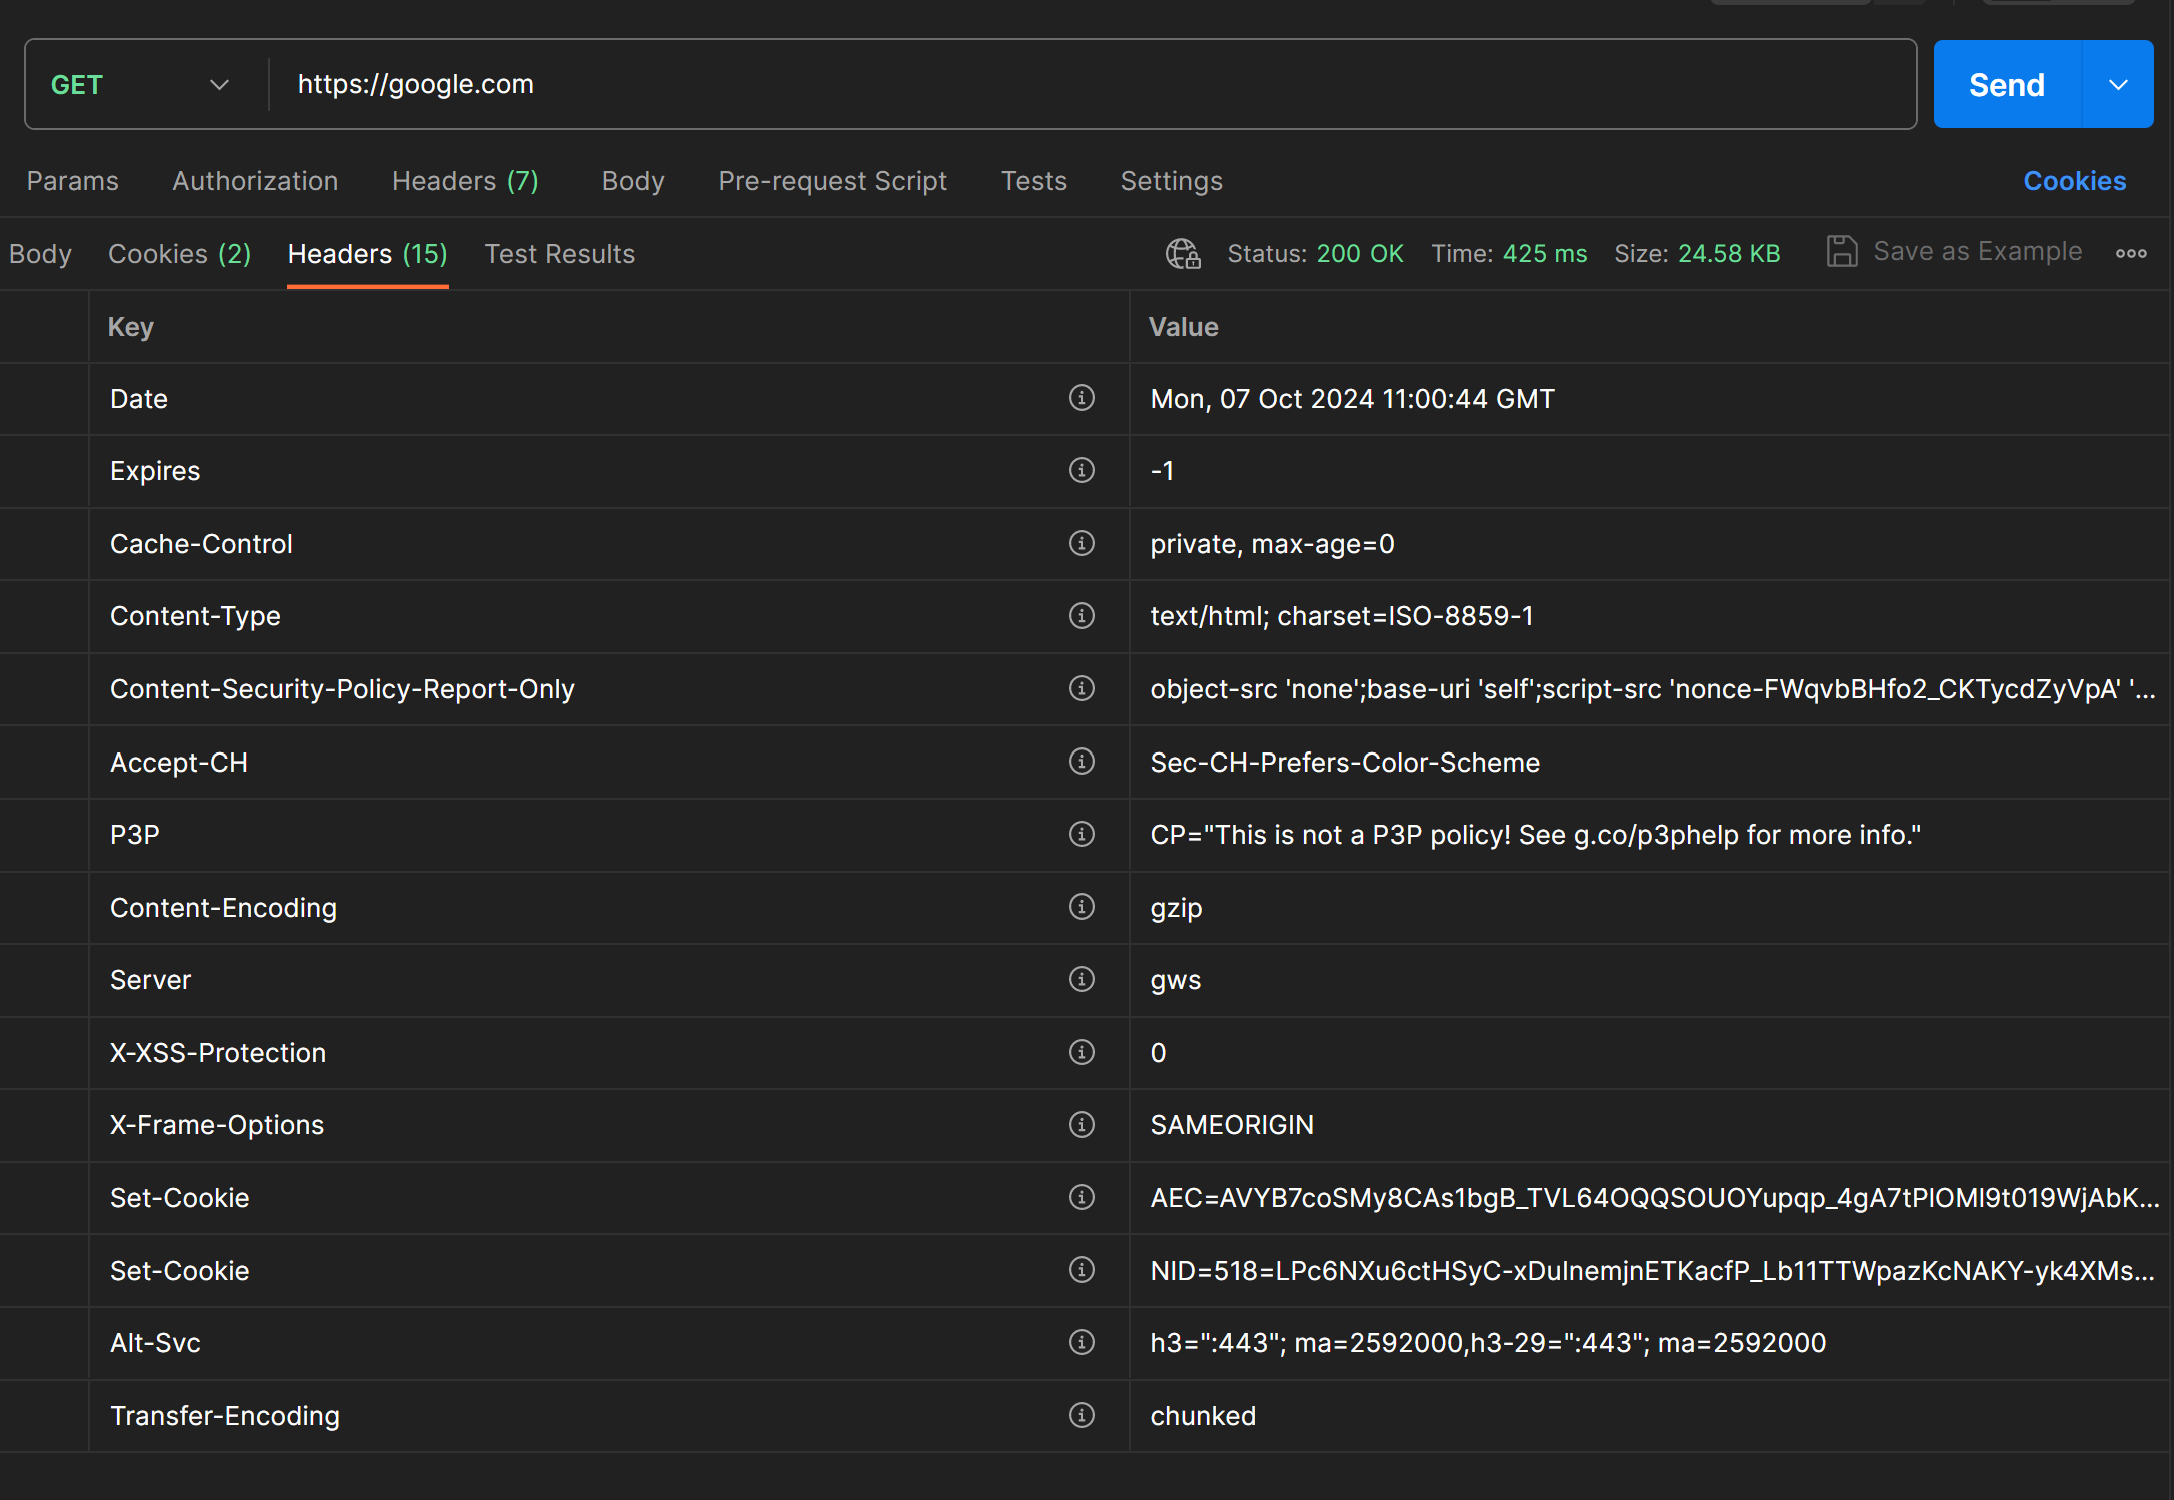 GET https://google.com Send
Params Authorization Headers (7) Body Pre-request Script Tests Settings Cookies
Body Cookies (2) Headers (15) Test Results Status: 200 OK Time: 425 ms Size: 24.58 KB Save as Example
Key Value
Date Mon, 07 Oct 2024 11:00:44 GMT
Expires -1
Cache-Control private, max-age=0
Content-Type text/html; charset=ISO-8859-1
Content-Security-Policy-Report-Only object-src 'none';base-uri 'self';script-src 'nonce-FWqvbBHfo2_CKTycdZyVpA' '...
Accept-CH Sec-CH-Prefers-Color-Scheme
P3P CP="This is not a P3P policy! See g.co/p3phelp for more info."
Content-Encoding gzip
Server gws
X-XSS-Protection 0
X-Frame-Options SAMEORIGIN
Set-Cookie AEC=AVYB7coSMy8CAs1bgB_TVL64OQQSOUOYupqp_4gA7tPlOMI9t019WjAbK...
Set-Cookie NID=518=LPc6NXu6ctHSyC-xDulnemjnETKacfP_Lb11TTWpazKcNAKY-yk4XMs...
Alt-Svc h3=":443"; ma=2592000,h3-29=":443"; ma=2592000
Transfer-Encoding chunked